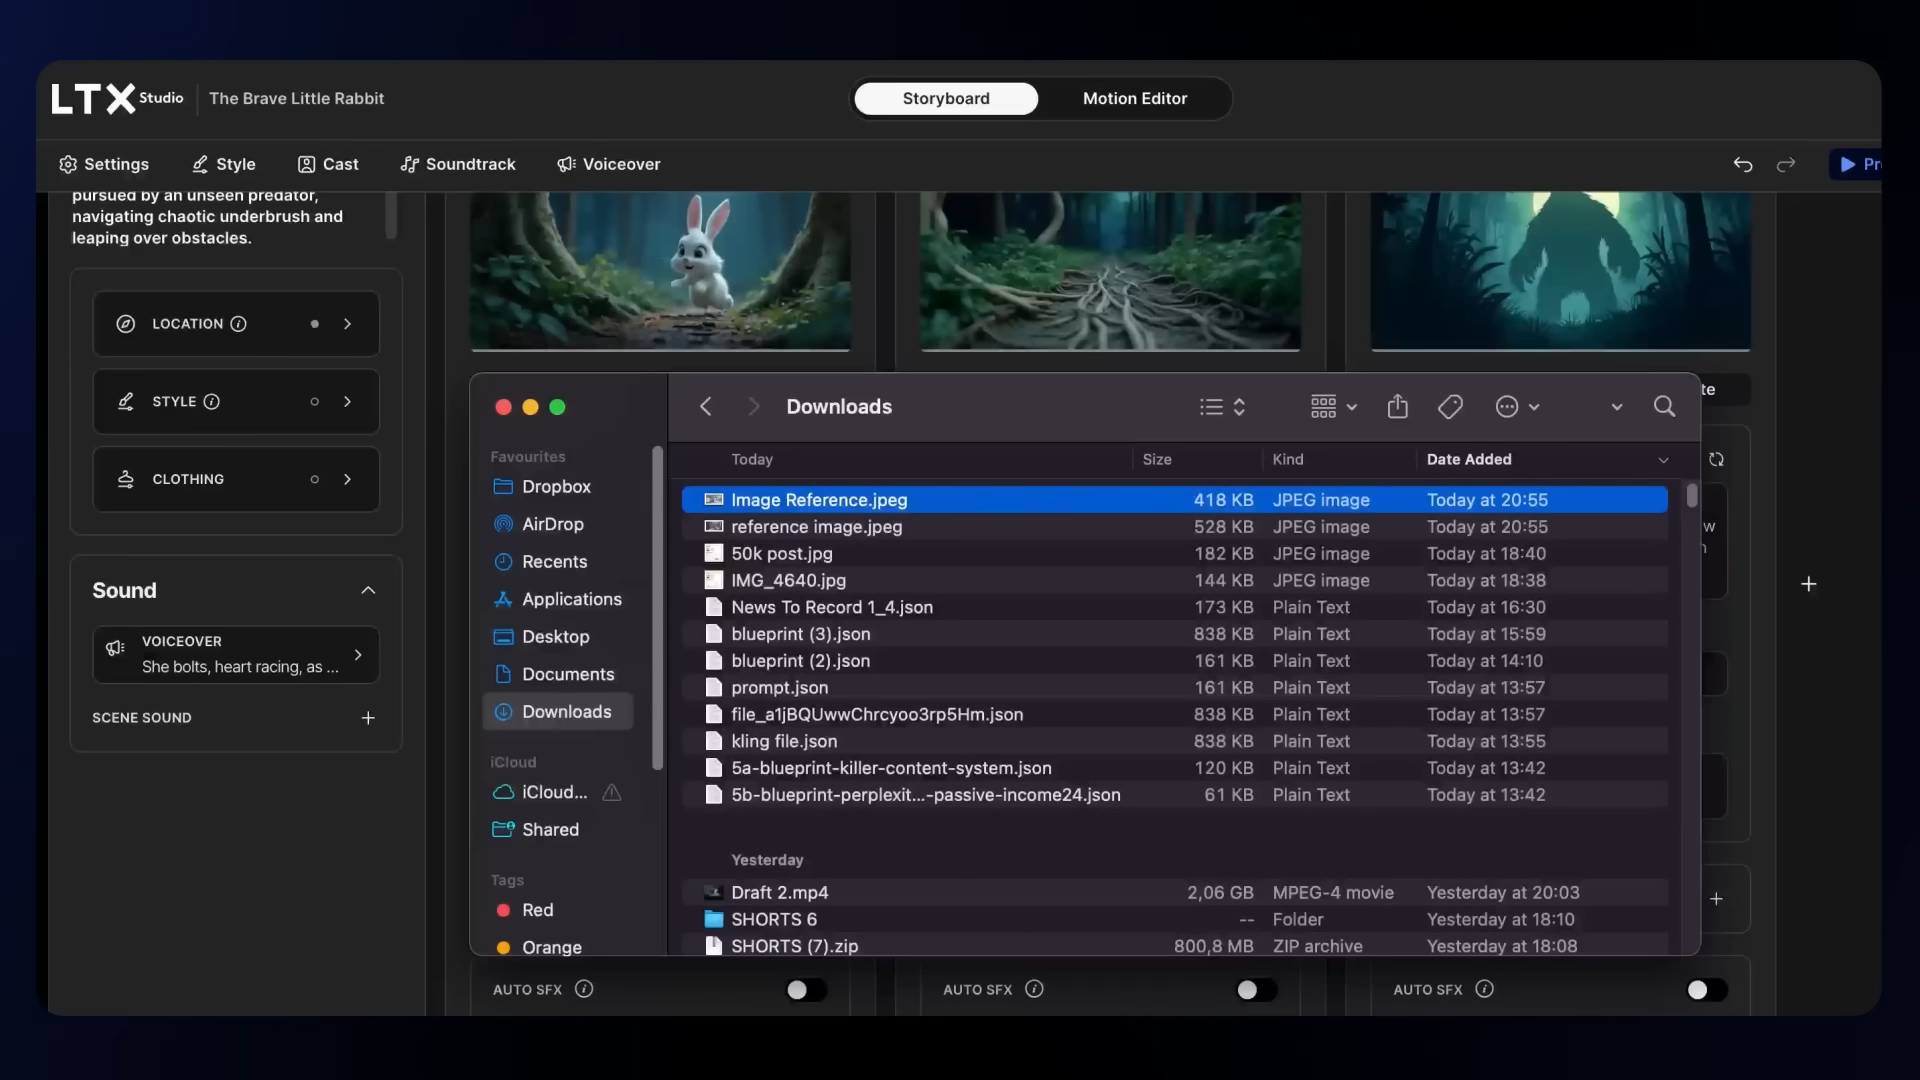 LTX Studio
The Brave Little Rabbit
Storyboard
Motion Editor
Settings
Style
Cast
Soundtrack
Voiceover
pursued by an unseen predator,
navigating chaotic underbrush and
leaping over obstacles.
LOCATION
STYLE
CLOTHING
Sound
VOICEOVER
She bolts, heart racing, as ...
SCENE SOUND
Downloads
Favourites
Dropbox
AirDrop
Recents
Applications
Desktop
Documents
Downloads
iCloud
iCloud...
Shared
Tags
Red
Orange
Today Size Kind Date Added
Image Reference.jpeg 418 KB JPEG image Today at 20:55
reference image.jpeg 528 KB JPEG image Today at 20:55
50k post.jpg 182 KB JPEG image Today at 18:40
IMG_4640.jpg 144 KB JPEG image Today at 18:38
News To Record 1_4.json 173 KB Plain Text Today at 16:30
blueprint (3).json 838 KB Plain Text Today at 15:59
blueprint (2).json 161 KB Plain Text Today at 14:10
prompt.json 161 KB Plain Text Today at 13:57
file_a1jBQUwwChrcyoo3rp5Hm.json 838 KB Plain Text Today at 13:57
kling file.json 838 KB Plain Text Today at 13:55
5a-blueprint-killer-content-system.json 120 KB Plain Text Today at 13:42
5b-blueprint-perplexit...-passive-income24.json 61 KB Plain Text Today at 13:42
Yesterday
Draft 2.mp4 2,06 GB MPEG-4 movie Yesterday at 20:03
SHORTS 6 -- Folder Yesterday at 18:10
SHORTS (7).zip 800,8 MB ZIP archive Yesterday at 18:08
AUTO SFX
AUTO SFX
AUTO SFX